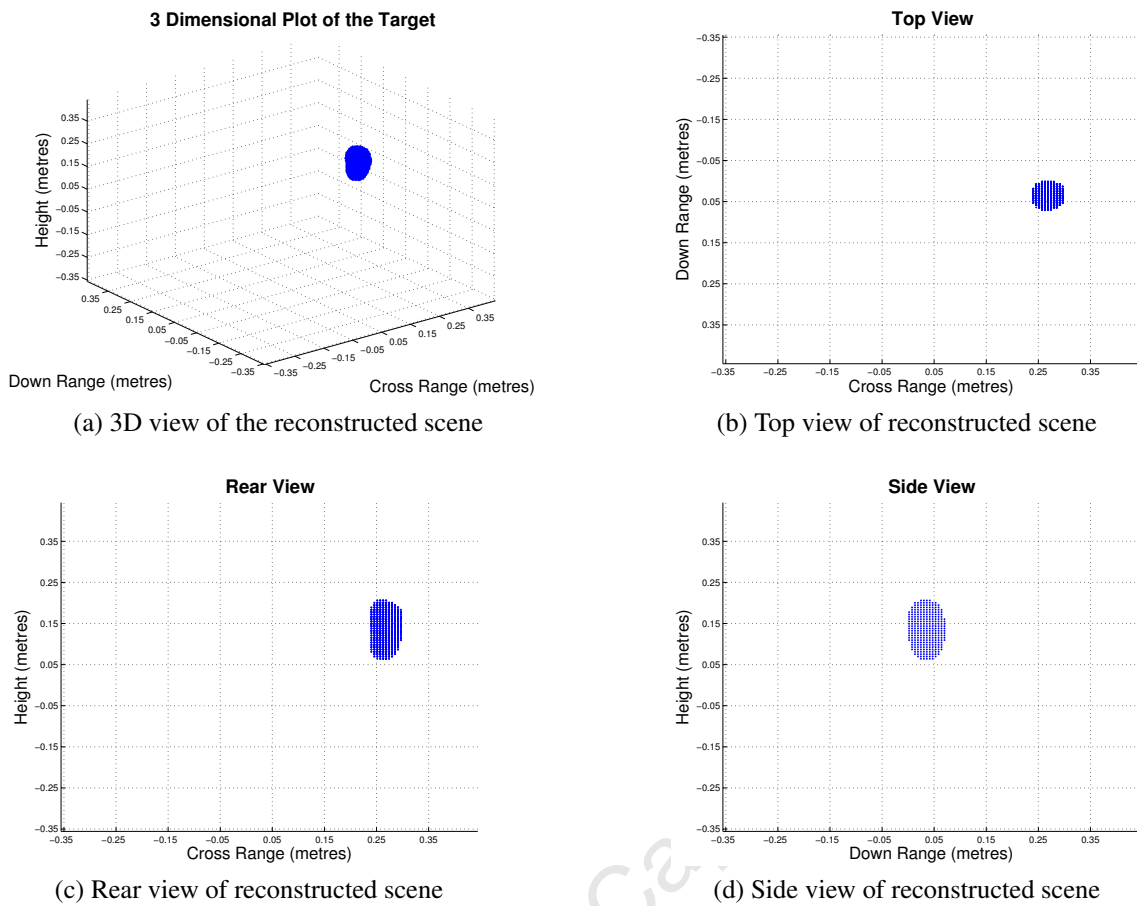 3 Dimensional Plot of the Target
0.35
0.25
0.15
0.05
−0.05
−0.15
−0.25
−0.35
Height (metres)
0.35
0.25
0.15
0.05
−0.05
−0.15
−0.25
−0.35
Down Range (metres)
−0.35
−0.25
−0.15
−0.05
0.05
0.15
0.25
0.35
Cross Range (metres)
(a) 3D view of the reconstructed scene
Top View
−0.35
−0.25
−0.15
−0.05
0.05
0.15
0.25
0.35
Down Range (metres)
−0.35 −0.25 −0.15 −0.05 0.05 0.15 0.25 0.35
Cross Range (metres)
(b) Top view of reconstructed scene
Rear View
0.35
0.25
0.15
0.05
−0.05
−0.15
−0.25
−0.35
Height (metres)
−0.35 −0.25 −0.15 −0.05 0.05 0.15 0.25 0.35
Cross Range (metres)
(c) Rear view of reconstructed scene
Side View
0.35
0.25
0.15
0.05
−0.05
−0.15
−0.25
−0.35
Height (metres)
−0.35 −0.25 −0.15 −0.05 0.05 0.15 0.25 0.35
Down Range (metres)
(d) Side view of reconstructed scene